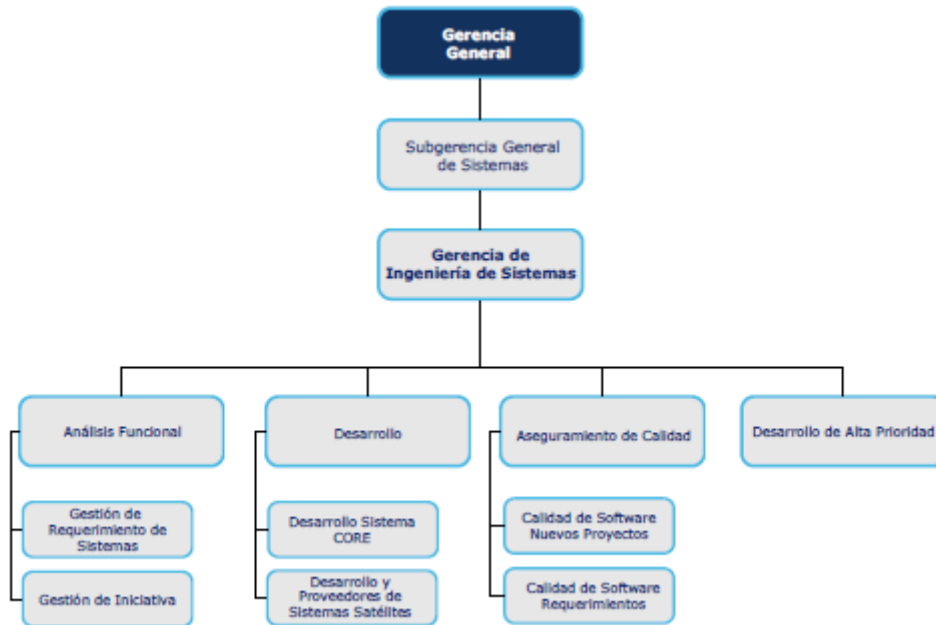 Gerencia
General
Subgerencia General
de Sistemas
Gerencia de
Ingeniería de Sistemas
Análisis Funcional
Desarrollo
Aseguramiento de Calidad
Desarrollo de Alta Prioridad
Gestión de
Requerimiento de
Sistemas
Desarrollo Sistema
CORE
Calidad de Software
Nuevos Proyectos
Gestión de Iniciativa
Desarrollo y
Proveedores de
Sistemas Satélites
Calidad de Software
Requerimientos